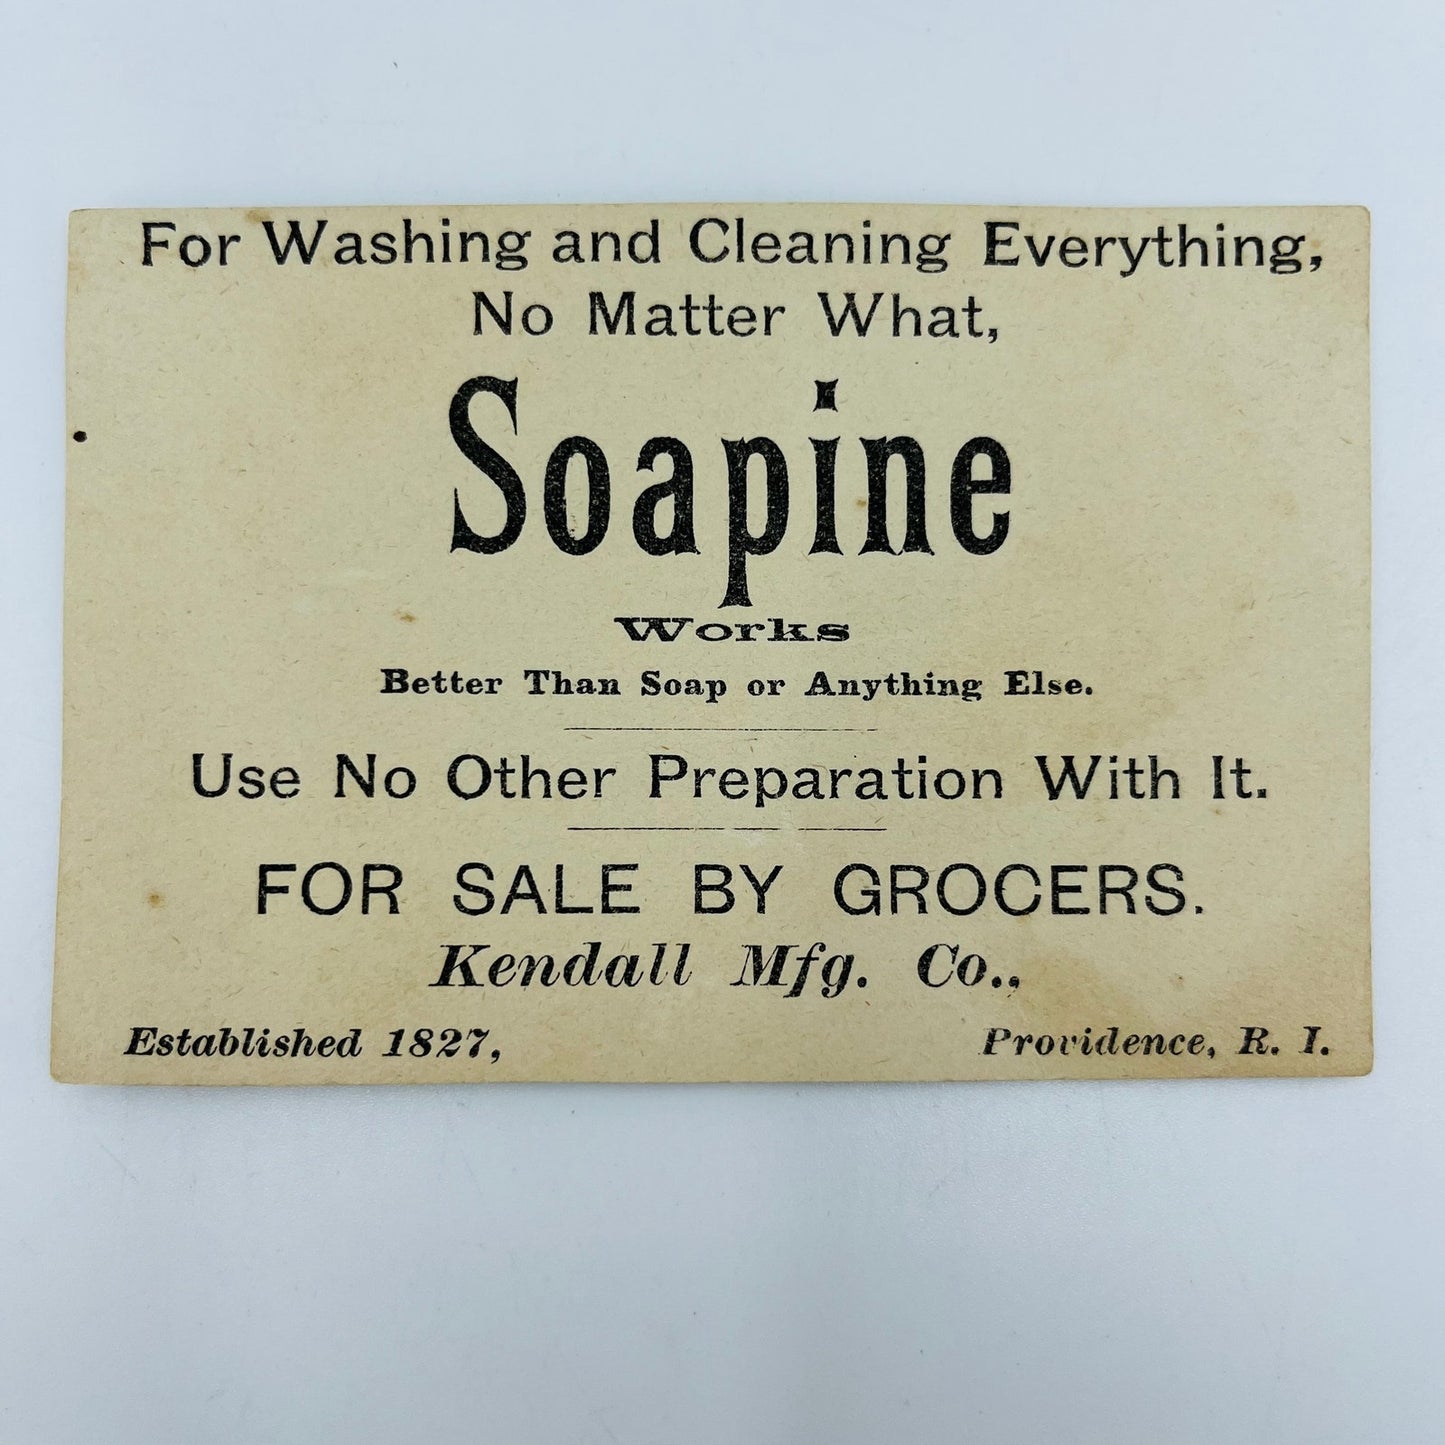 For Washing and Cleaning Everything,
No Matter What,
Soapine
Works
Better Than Soap or Anything Else.
Use No Other Preparation With It.
FOR SALE BY GROCERS.
Kendall Mfg. Co.,
Established 1827, Providence, R. I.